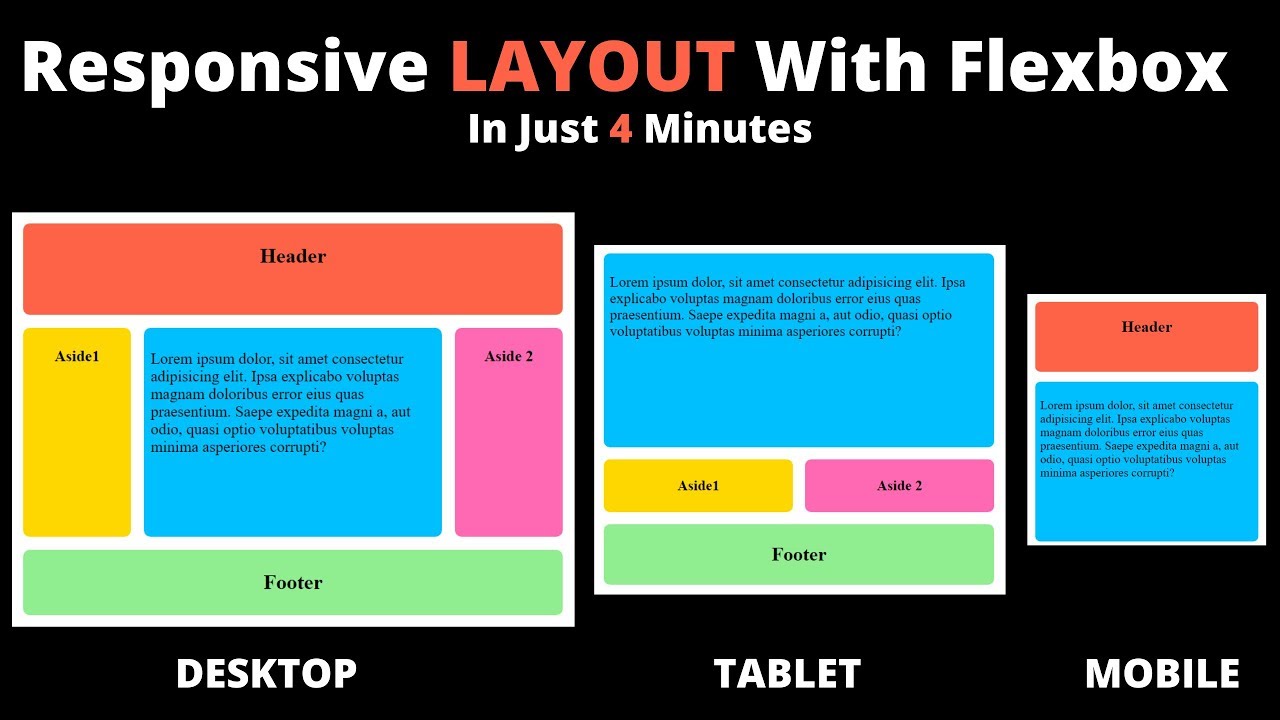 Responsive LAYOUT With Flexbox
In Just 4 Minutes
Header
Aside1
Lorem ipsum dolor, sit amet consectetur
adipisicing elit. Ipsa explicabo voluptas
magnam doloribus error eius quas
praesentium. Saepe expedita magni a, aut
odio, quasi optio voluptatibus voluptas
minima asperiores corrupti?
Aside 2
Footer
DESKTOP
Lorem ipsum dolor, sit amet consectetur adipisicing elit. Ipsa
explicabo voluptas magnam doloribus error eius quas
praesentium. Saepe expedita magni a, aut odio, quasi optio
voluptatibus voluptas minima asperiores corrupti?
Aside1
Aside 2
Footer
TABLET
Header
Lorem ipsum dolor, sit amet consectetur
adipisicing elit. Ipsa explicabo voluptas
magnam doloribus error eius quas
praesentium. Saepe expedita magni a, aut
odio, quasi optio voluptatibus voluptas
minima asperiores corrupti?
MOBILE